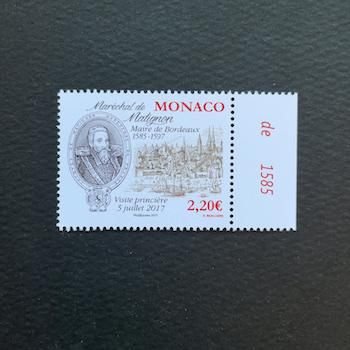 Maréchal de
Matignon
MONACO
Maire de Bordeaux
1585-1597
Visite princière
5 juillet 2017
2,20€
de 1585